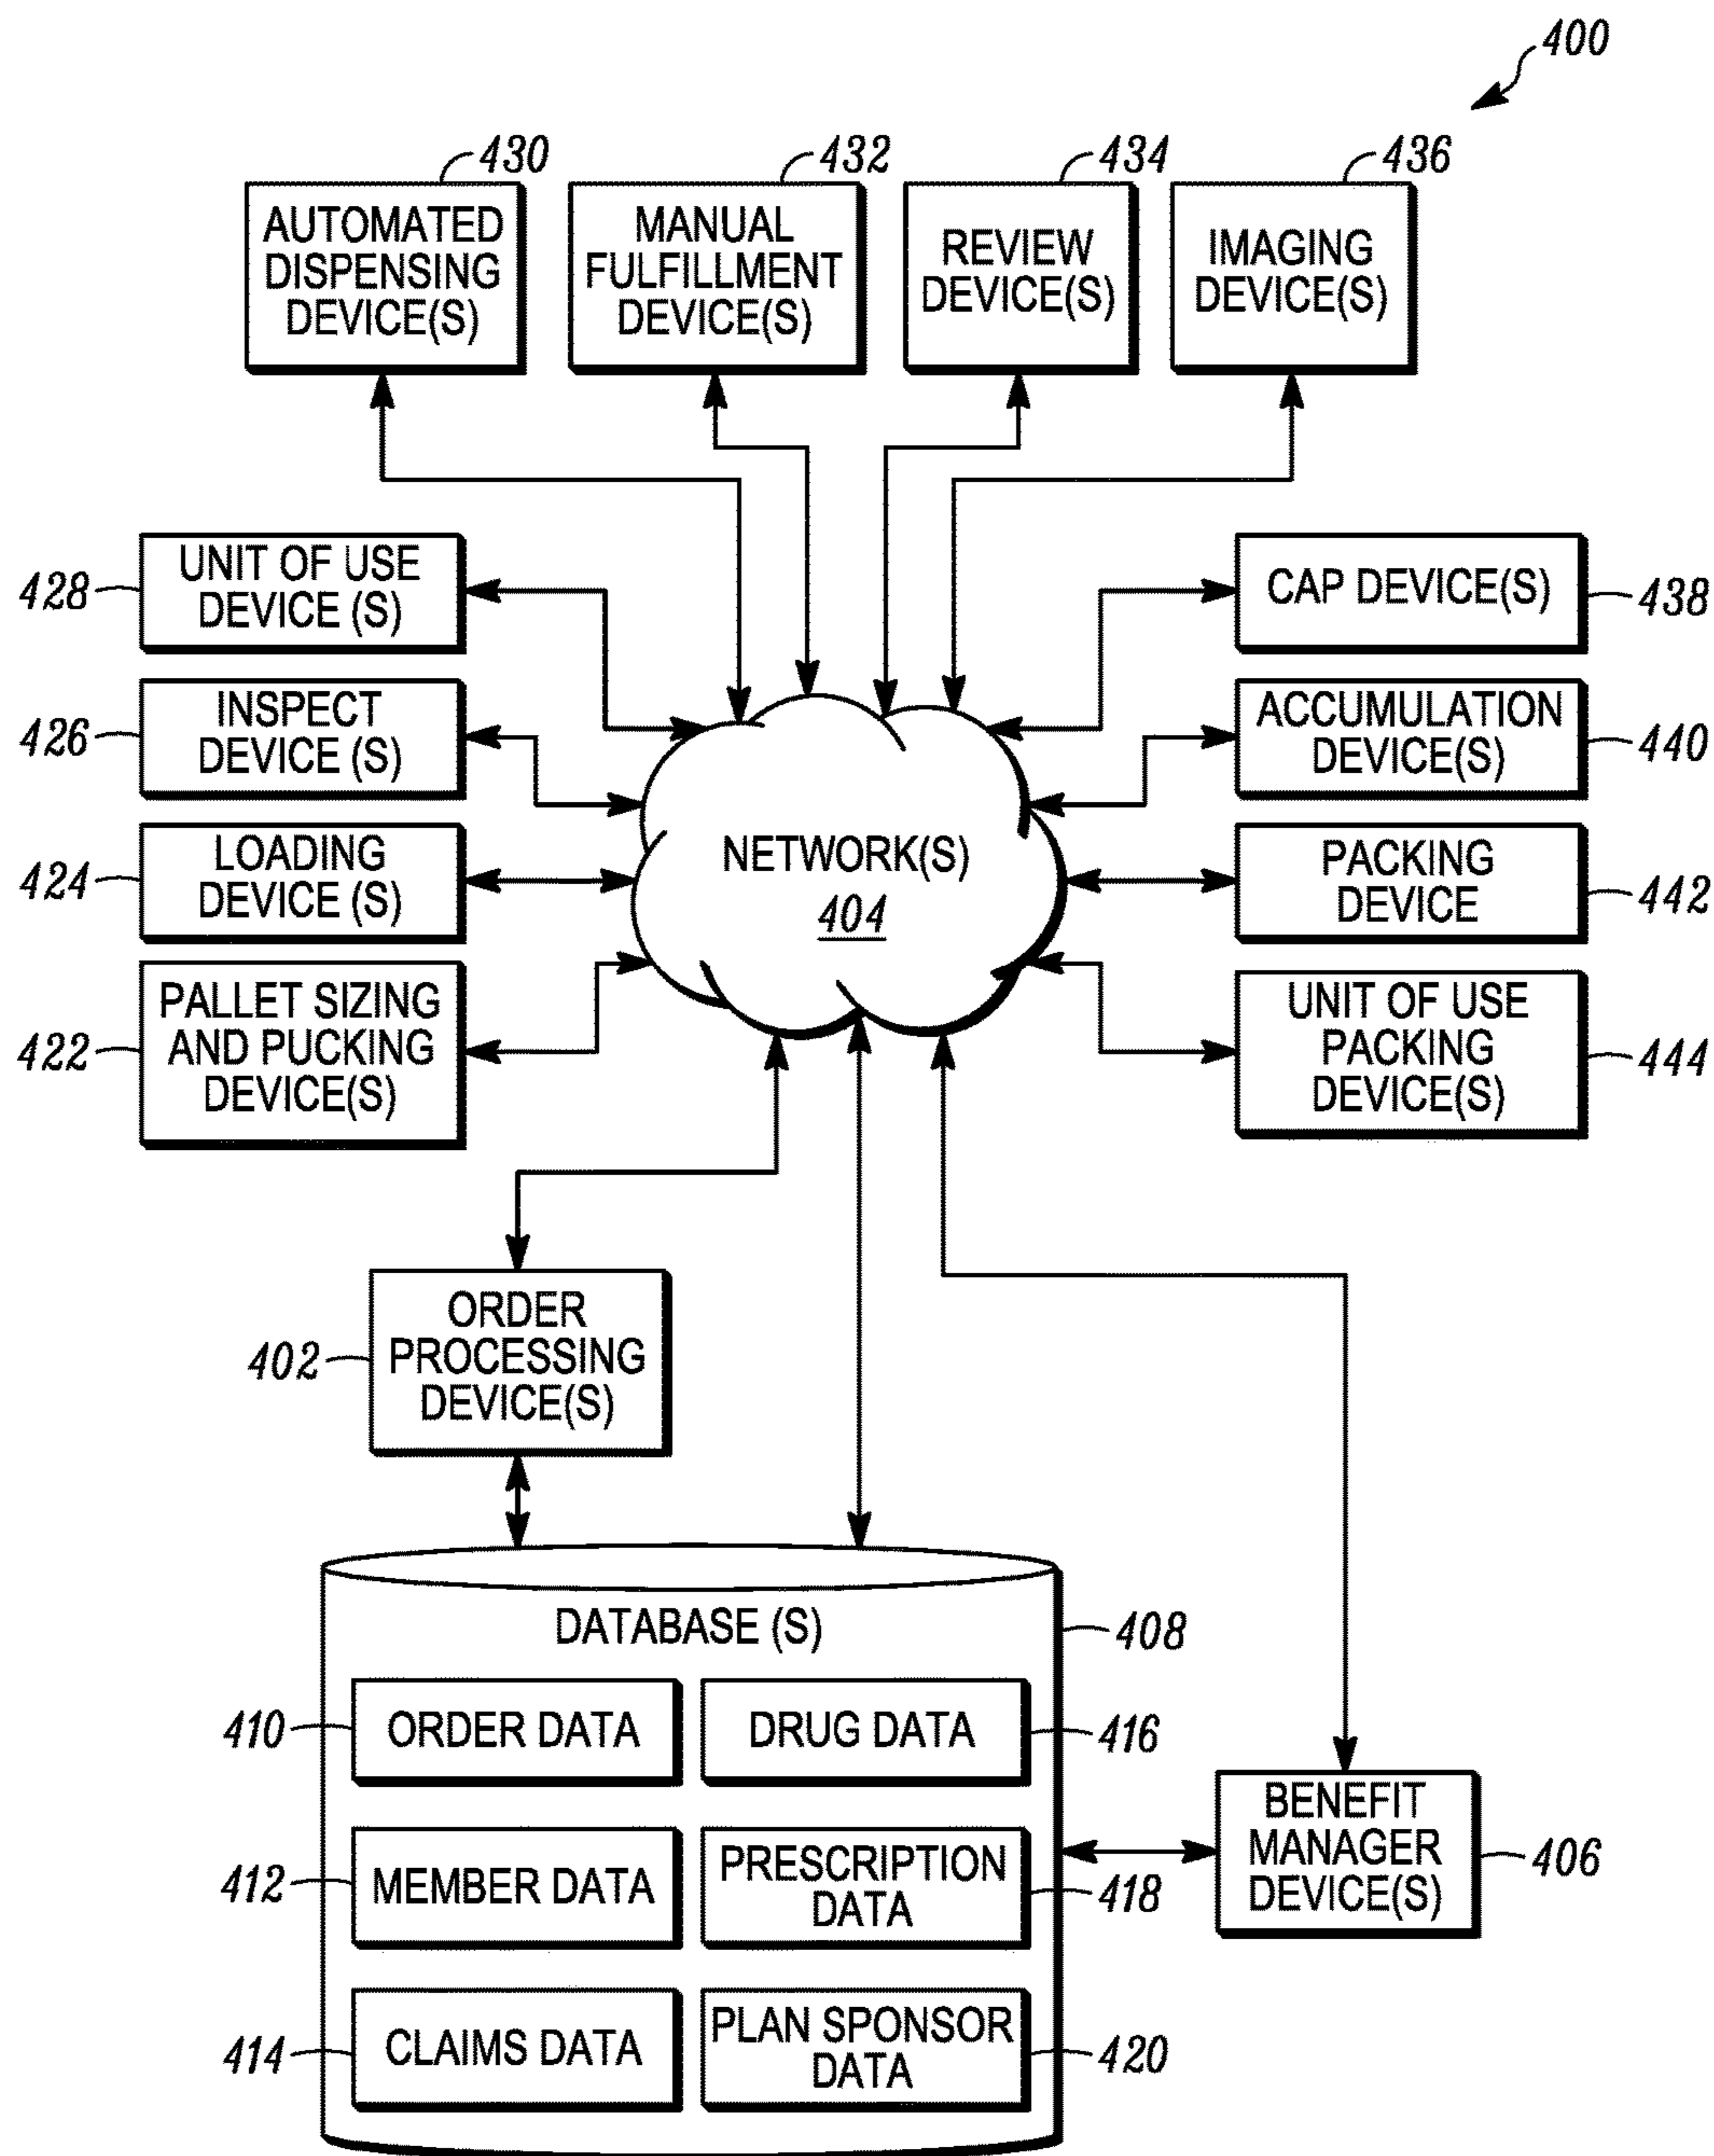 400
430
432
434
436
AUTOMATED
DISPENSING
DEVICE(S)
MANUAL
FULFILLMENT
DEVICE(S)
REVIEW
DEVICE(S)
IMAGING
DEVICE(S)
428
UNIT OF USE
DEVICE (S)
CAP DEVICE(S)
438
426
INSPECT
DEVICE (S)
ACCUMULATION
DEVICE(S)
440
424
LOADING
DEVICE (S)
NETWORK(S)
404
PACKING
DEVICE
442
422
PALLET SIZING
AND PUCKING
DEVICE(S)
UNIT OF USE
PACKING
DEVICE(S)
444
402
ORDER
PROCESSING
DEVICE(S)
DATABASE (S)
408
410
ORDER DATA
DRUG DATA
416
412
MEMBER DATA
PRESCRIPTION
DATA
418
BENEFIT
MANAGER
DEVICE(S)
406
414
CLAIMS DATA
PLAN SPONSOR
DATA
420